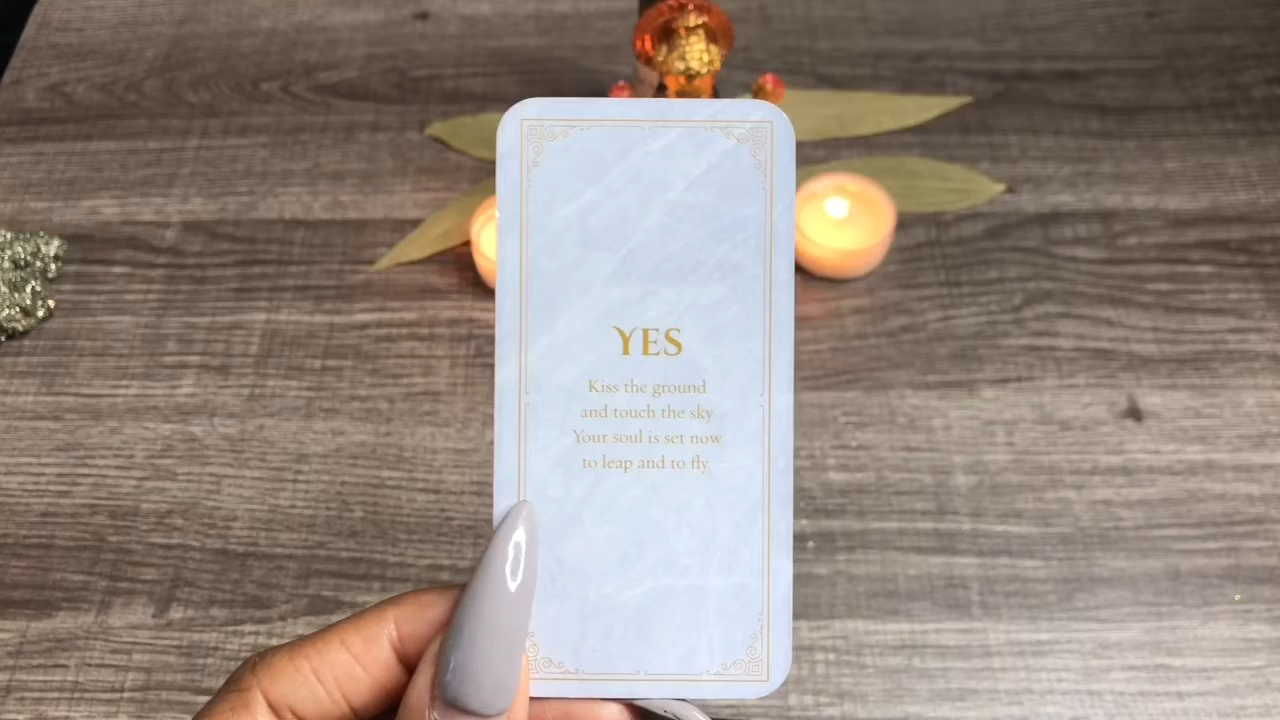 YES
Kiss the ground
and touch the sky
Your soul is set now
to leap and to fly.